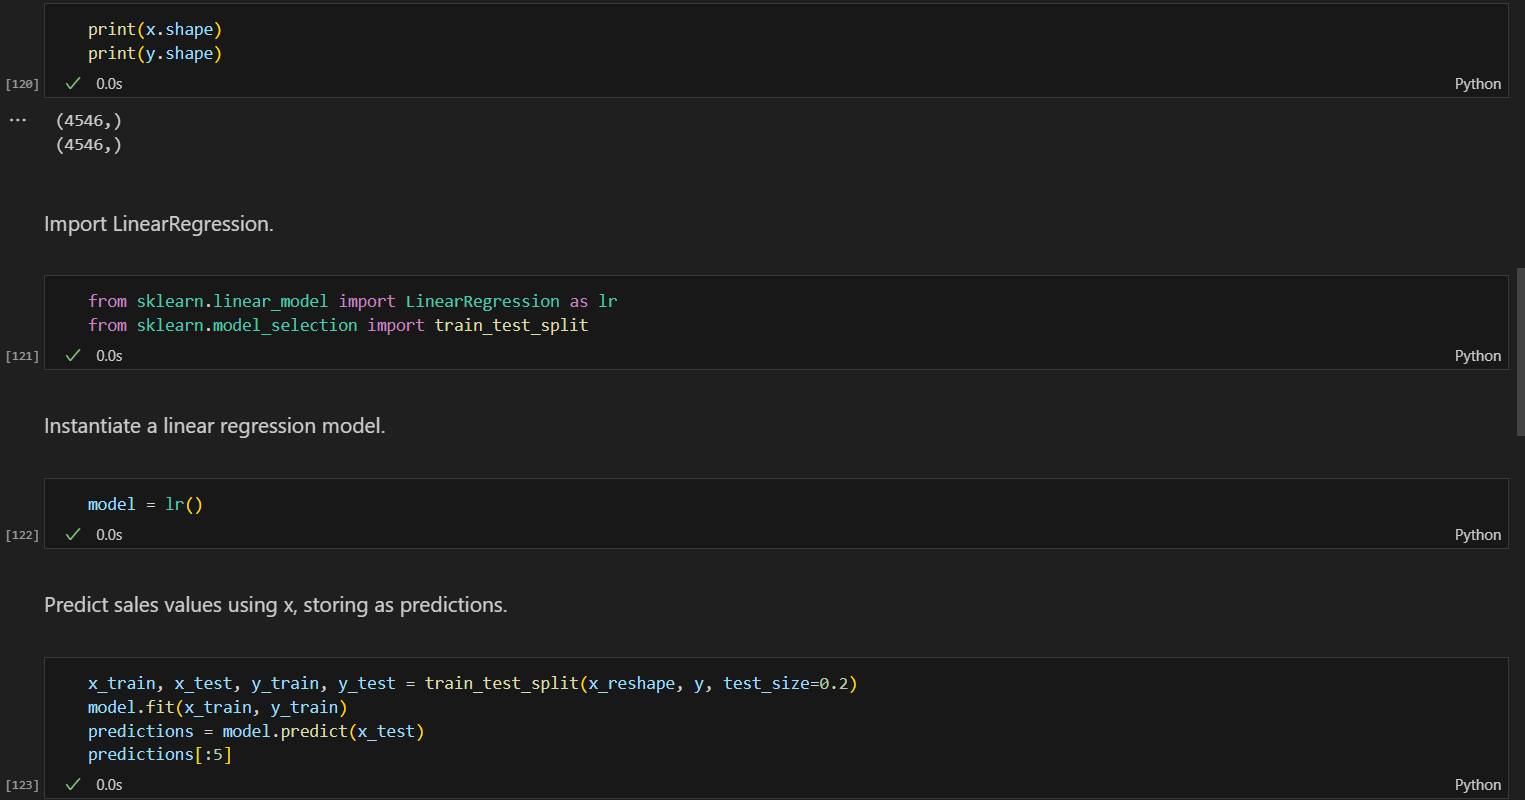 print(x.shape)
print(y.shape)
[120]
0.0s
Python
...
(4546,)
(4546,)
Import LinearRegression.
from sklearn.linear_model import LinearRegression as lr
from sklearn.model_selection import train_test_split
[121]
0.0s
Python
Instantiate a linear regression model.
model = lr()
[122]
0.0s
Python
Predict sales values using x, storing as predictions.
x_train, x_test, y_train, y_test = train_test_split(x_reshape, y, test_size=0.2)
model.fit(x_train, y_train)
predictions = model.predict(x_test)
predictions[:5]
[123]
0.0s
Python